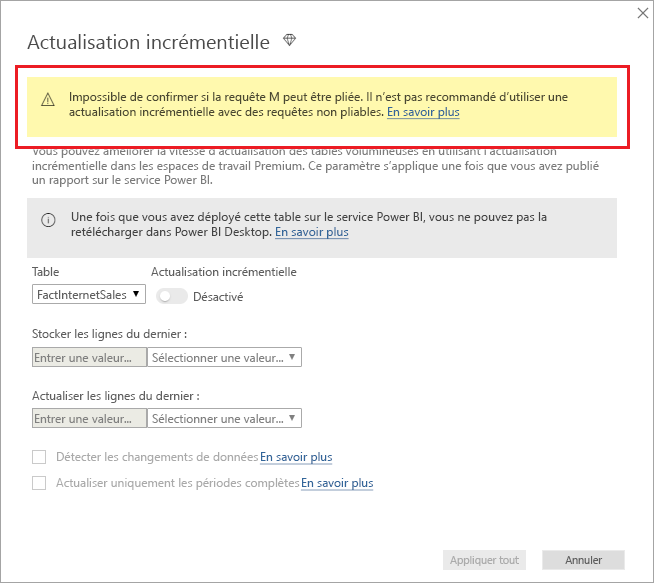 Actualisation incrémentielle
Impossible de confirmer si la requête M peut être pliée. Il n'est pas recommandé d'utiliser une
actualisation incrémentielle avec des requêtes non pliables. En savoir plus
Vous pouvez améliorer la vitesse d'actualisation des tables volumineuses en utilisant l'actualisation
incrémentielle dans les espaces de travail Premium. Ce paramètre s'applique une fois que vous avez publié
un rapport sur le service Power BI.
Une fois que vous avez déployé cette table sur le service Power BI, vous ne pouvez pas la
retélécharger dans Power BI Desktop. En savoir plus
Table Actualisation incrémentielle
FactInternetSales Désactivé
Stocker les lignes du dernier :
Entrer une valeur... Sélectionner une valeur...
Actualiser les lignes du dernier :
Entrer une valeur... Sélectionner une valeur...
Détecter les changements de données En savoir plus
Actualiser uniquement les périodes complètes En savoir plus
Appliquer tout Annuler